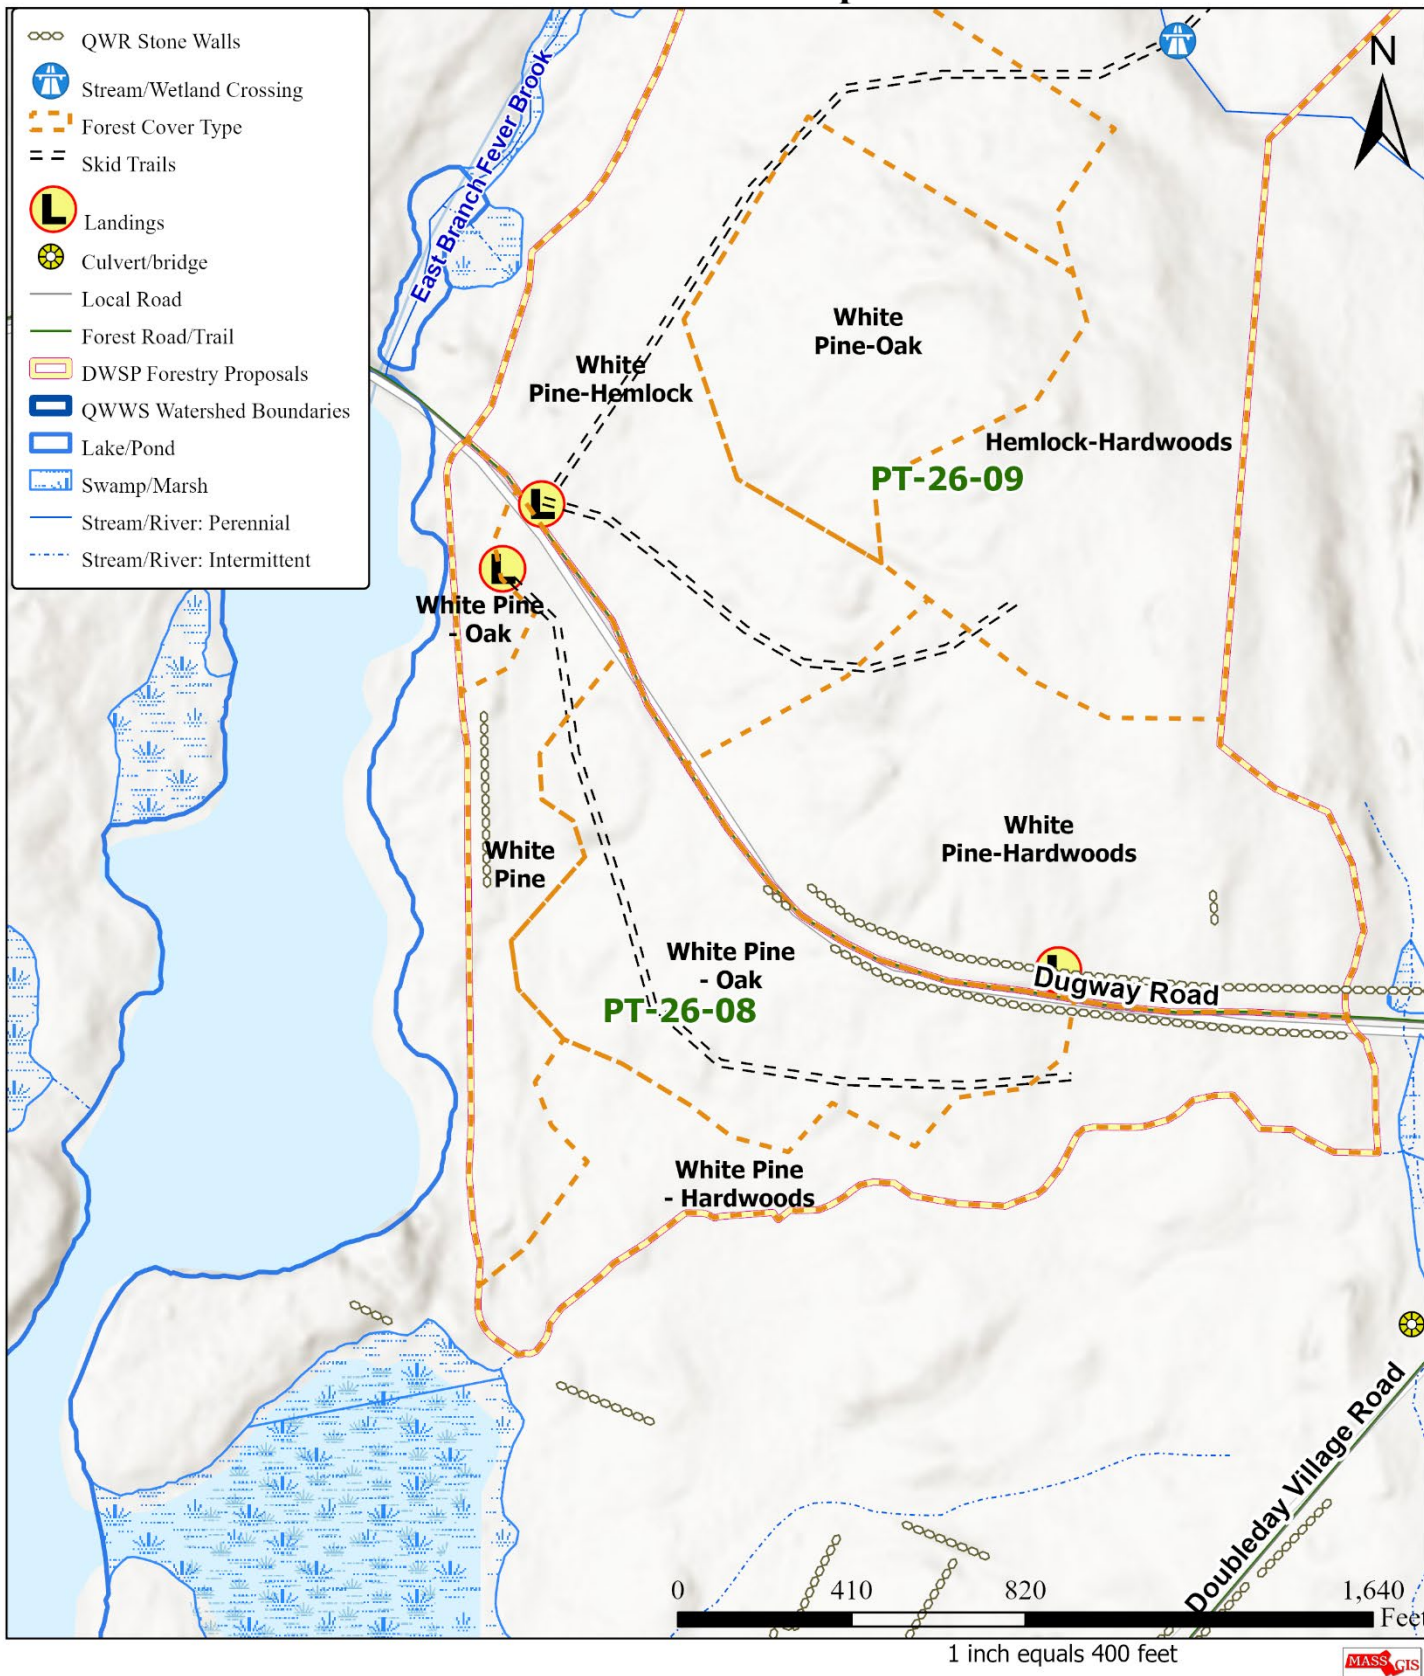 QWR Stone Walls
Stream/Wetland Crossing
Forest Cover Type
Skid Trails
L
Landings
Culvert/bridge
Local Road
Forest Road/Trail
DWSP Forestry Proposals
QWWS Watershed Boundaries
Lake/Pond
Swamp/Marsh
Stream/River: Perennial
Stream/River: Intermittent
N
East Branch Fever Brook
White
Pine-Oak
White
Pine-Hemlock
Hemlock-Hardwoods
PT-26-09
L
L
White Pine
- Oak
White
Pine
White
Pine-Hardwoods
White Pine
- Oak
PT-26-08
L
Dugway Road
White Pine
- Hardwoods
Doubleday Village Road
0 410 820 1,640
Feet
1 inch equals 400 feet
MASSGIS